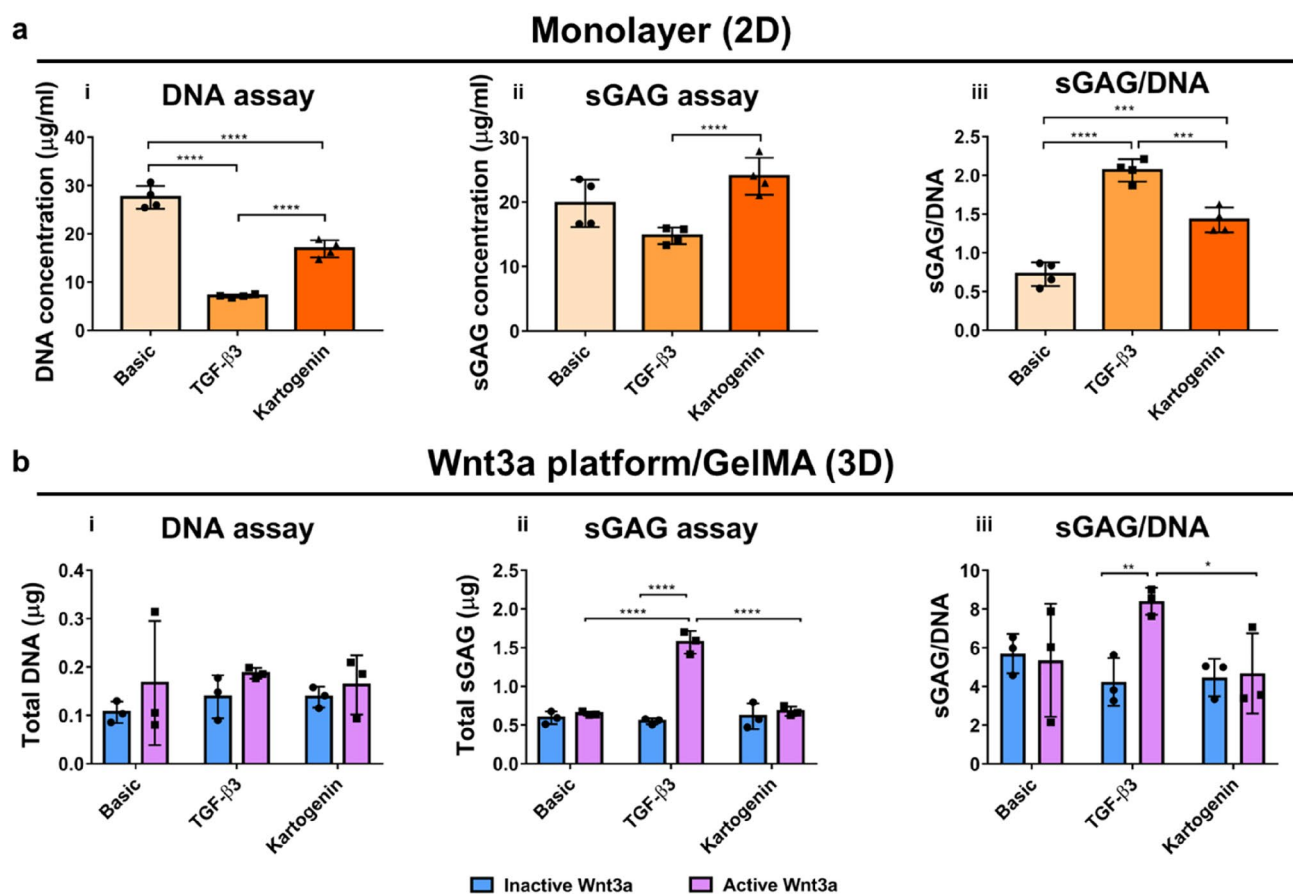 a
Monolayer (2D)
i
DNA assay
DNA concentration (µg/ml)
40
30
20
10
0
****
****
****
Basic
TGF-β3
Kartogenin
ii
sGAG assay
sGAG concentration (µg/ml)
30
20
10
0
****
Basic
TGF-β3
Kartogenin
iii
sGAG/DNA
sGAG/DNA
2.5
2.0
1.5
1.0
0.5
0.0
***
****
***
Basic
TGF-β3
Kartogenin
b
Wnt3a platform/GelMA (3D)
i
DNA assay
Total DNA (µg)
0.4
0.3
0.2
0.1
0.0
Basic
TGF-β3
Kartogenin
ii
sGAG assay
Total sGAG (µg)
2.5
2.0
1.5
1.0
0.5
0.0
****
****
****
Basic
TGF-β3
Kartogenin
iii
sGAG/DNA
sGAG/DNA
10
8
6
4
2
0
**
*
Basic
TGF-β3
Kartogenin
Inactive Wnt3a
Active Wnt3a